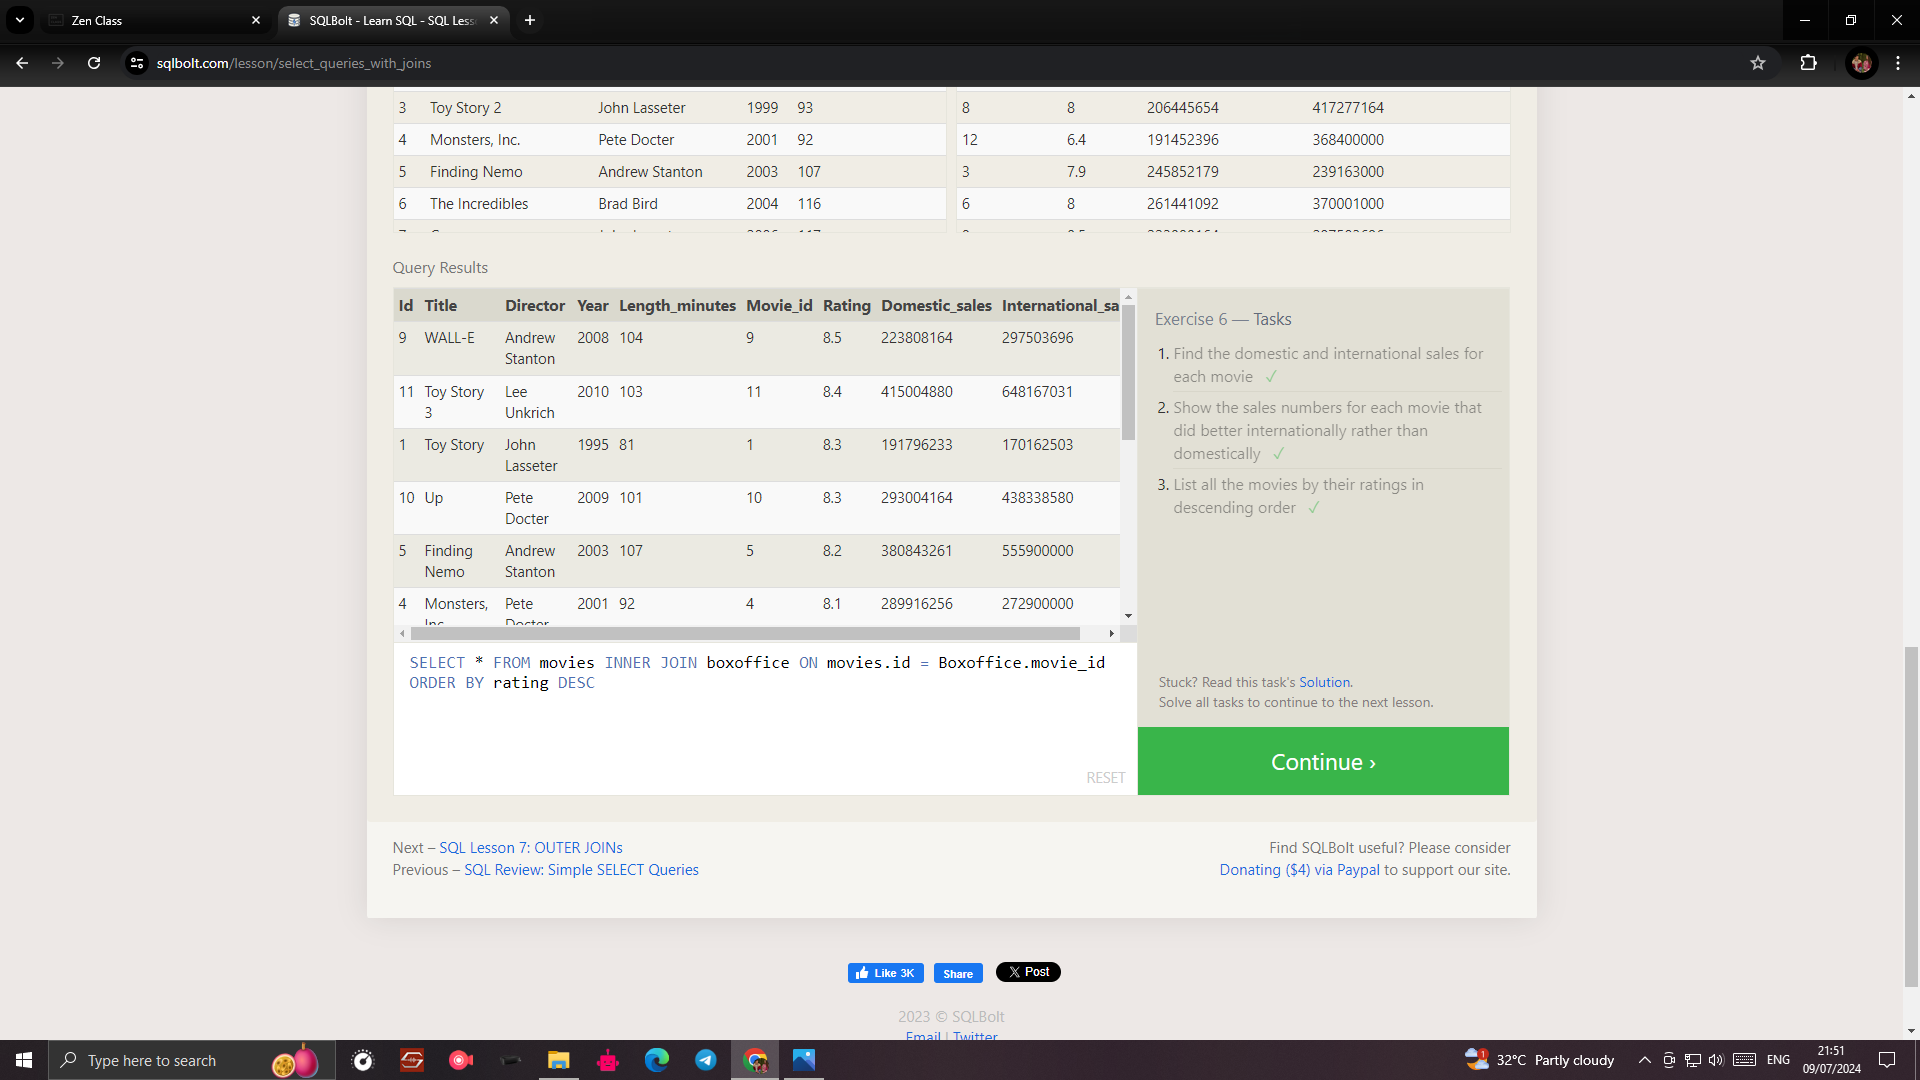 Zen Class
SQLBolt - Learn SQL - SQL Less
sqlbolt.com/lesson/select_queries_with_joins
3 Toy Story 2 John Lasseter 1999 93
8 8 206445654 417277164
4 Monsters, Inc. Pete Docter 2001 92
12 6.4 191452396 368400000
5 Finding Nemo Andrew Stanton 2003 107
3 7.9 245852179 239163000
6 The Incredibles Brad Bird 2004 116
6 8 261441092 370001000
Query Results
Id Title Director Year Length_minutes Movie_id Rating Domestic_sales International_sa
9 WALL-E Andrew Stanton 2008 104 9 8.5 223808164 297503696
11 Toy Story 3 Lee Unkrich 2010 103 11 8.4 415004880 648167031
1 Toy Story John Lasseter 1995 81 1 8.3 191796233 170162503
10 Up Pete Docter 2009 101 10 8.3 293004164 438338580
5 Finding Nemo Andrew Stanton 2003 107 5 8.2 380843261 555900000
4 Monsters, Inc. Pete Docter 2001 92 4 8.1 289916256 272900000
SELECT * FROM movies INNER JOIN boxoffice ON movies.id = Boxoffice.movie_id
ORDER BY rating DESC
RESET
Exercise 6 — Tasks
1. Find the domestic and international sales for
each movie ✓
2. Show the sales numbers for each movie that
did better internationally rather than
domestically ✓
3. List all the movies by their ratings in
descending order ✓
Stuck? Read this task's Solution.
Solve all tasks to continue to the next lesson.
Continue ›
Next – SQL Lesson 7: OUTER JOINs
Previous – SQL Review: Simple SELECT Queries
Find SQLBolt useful? Please consider
Donating ($4) via Paypal to support our site.
Like 3K
Share
X Post
2023 © SQLBolt
Email | Twitter
Type here to search
1
32°C Partly cloudy
ENG
21:51
09/07/2024